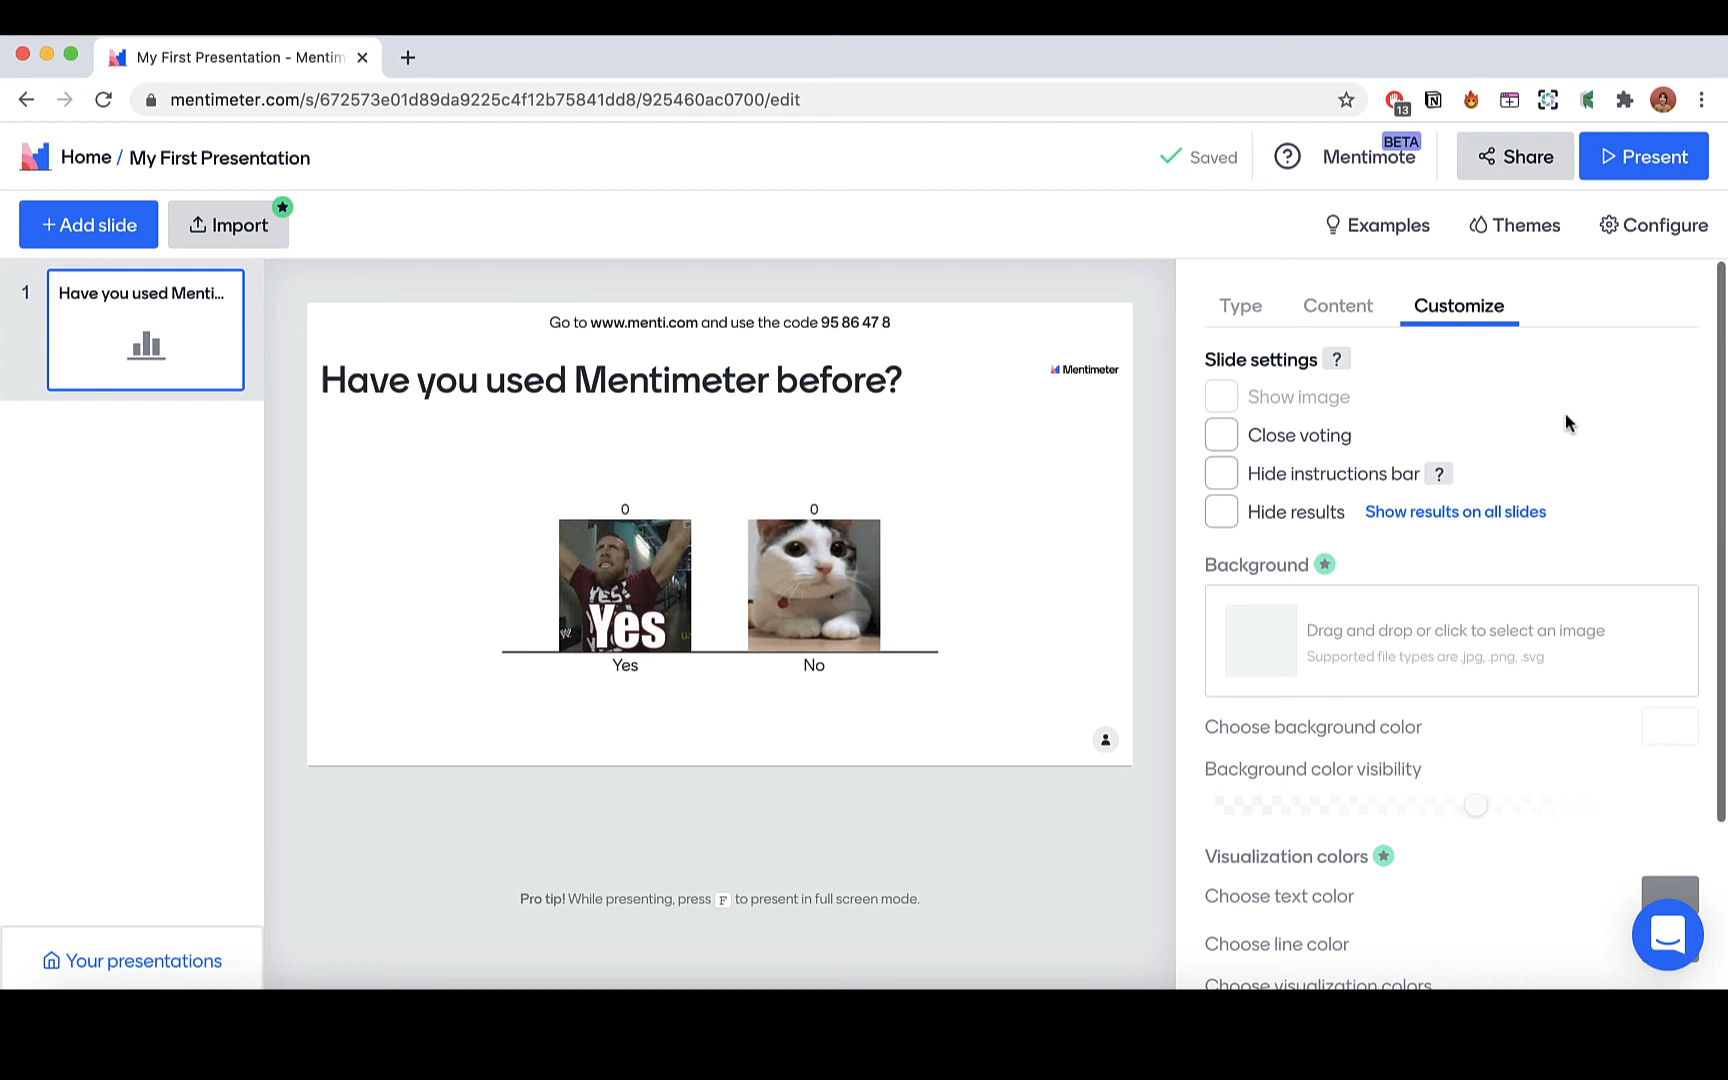 My First Presentation - Mentim
mentimeter.com/s/672573e01d89da9225c4f12b75841dd8/925460ac0700/edit
13
Home / My First Presentation
Saved
?
Mentimote
BETA
Share
Present
+ Add slide
Import
Examples
Themes
Configure
1
Have you used Menti...
Go to www.menti.com and use the code 95 86 47 8
Have you used Mentimeter before?
Mentimeter
0
0
YES!
Yes
Yes
No
Pro tip! While presenting, press F to present in full screen mode.
Your presentations
Type
Content
Customize
Slide settings ?
Show image
Close voting
Hide instructions bar ?
Hide results Show results on all slides
Background
Drag and drop or click to select an image
Supported file types are .jpg, .png, .svg
Choose background color
Background color visibility
Visualization colors
Choose text color
Choose line color
Choose visualization colors